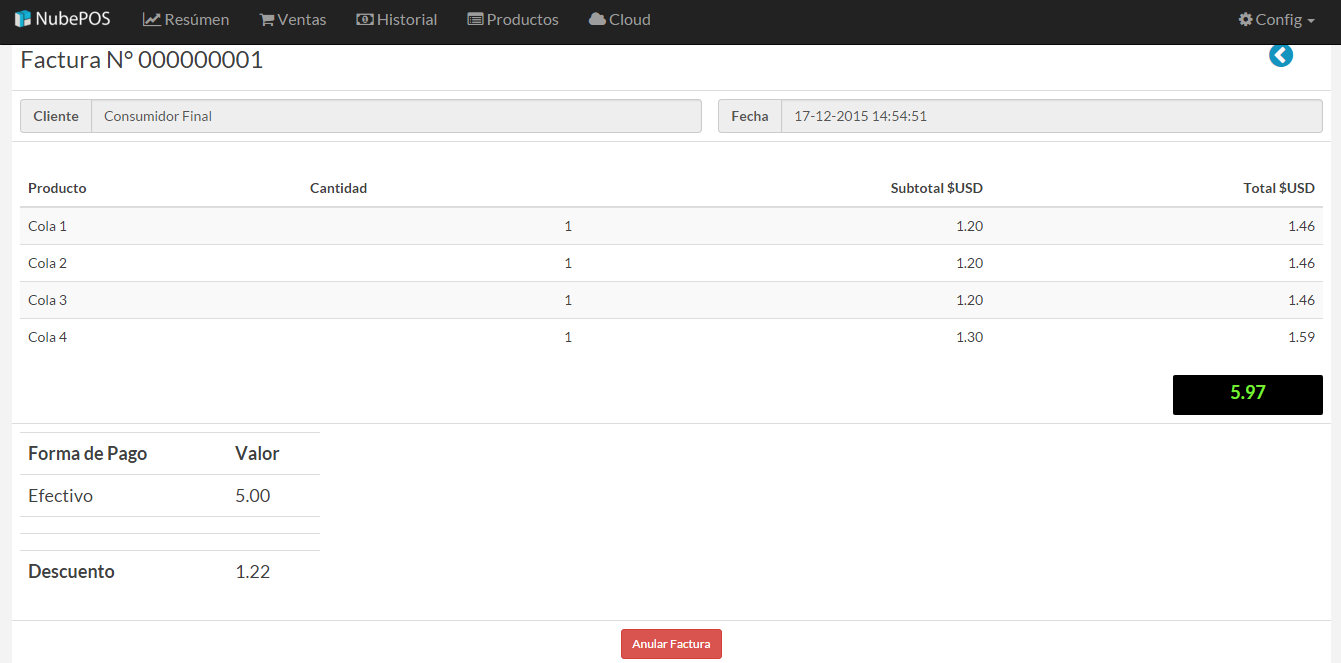 NubePOS Resúmen Ventas Historial Productos Cloud Config
Factura N° 000000001
Cliente Consumidor Final Fecha 17-12-2015 14:54:51
Producto Cantidad Subtotal $USD Total $USD
Cola 1 1 1.20 1.46
Cola 2 1 1.20 1.46
Cola 3 1 1.20 1.46
Cola 4 1 1.30 1.59
5.97
Forma de Pago Valor
Efectivo 5.00
Descuento 1.22
Anular Factura